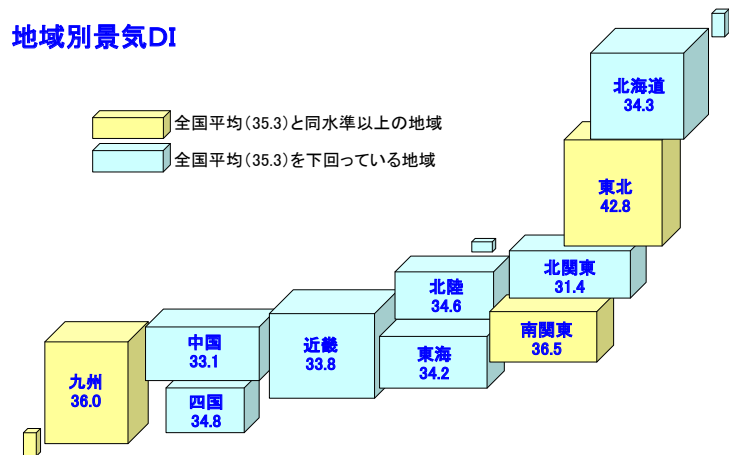 地域別景気DI
全国平均（35.3）と同水準以上の地域
全国平均（35.3）を下回っている地域
北海道
34.3
東北
42.8
北関東
31.4
北陸
34.6
南関東
36.5
東海
34.2
近畿
33.8
中国
33.1
四国
34.8
九州
36.0